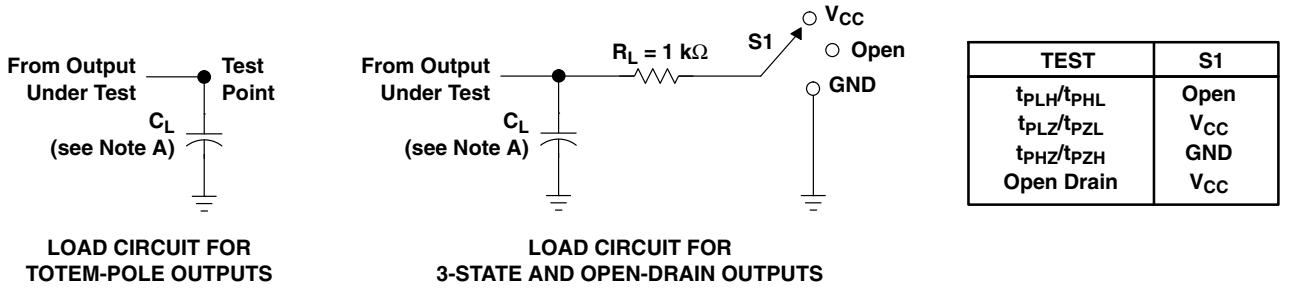 From Output
Under Test
Test
Point
C_L
(see Note A)
LOAD CIRCUIT FOR
TOTEM-POLE OUTPUTS
From Output
Under Test
C_L
(see Note A)
R_L = 1 kΩ
S1
V_CC
Open
GND
LOAD CIRCUIT FOR
3-STATE AND OPEN-DRAIN OUTPUTS
TEST S1
t_PLH/t_PHL Open
t_PLZ/t_PZL V_CC
t_PHZ/t_PZH GND
Open Drain V_CC